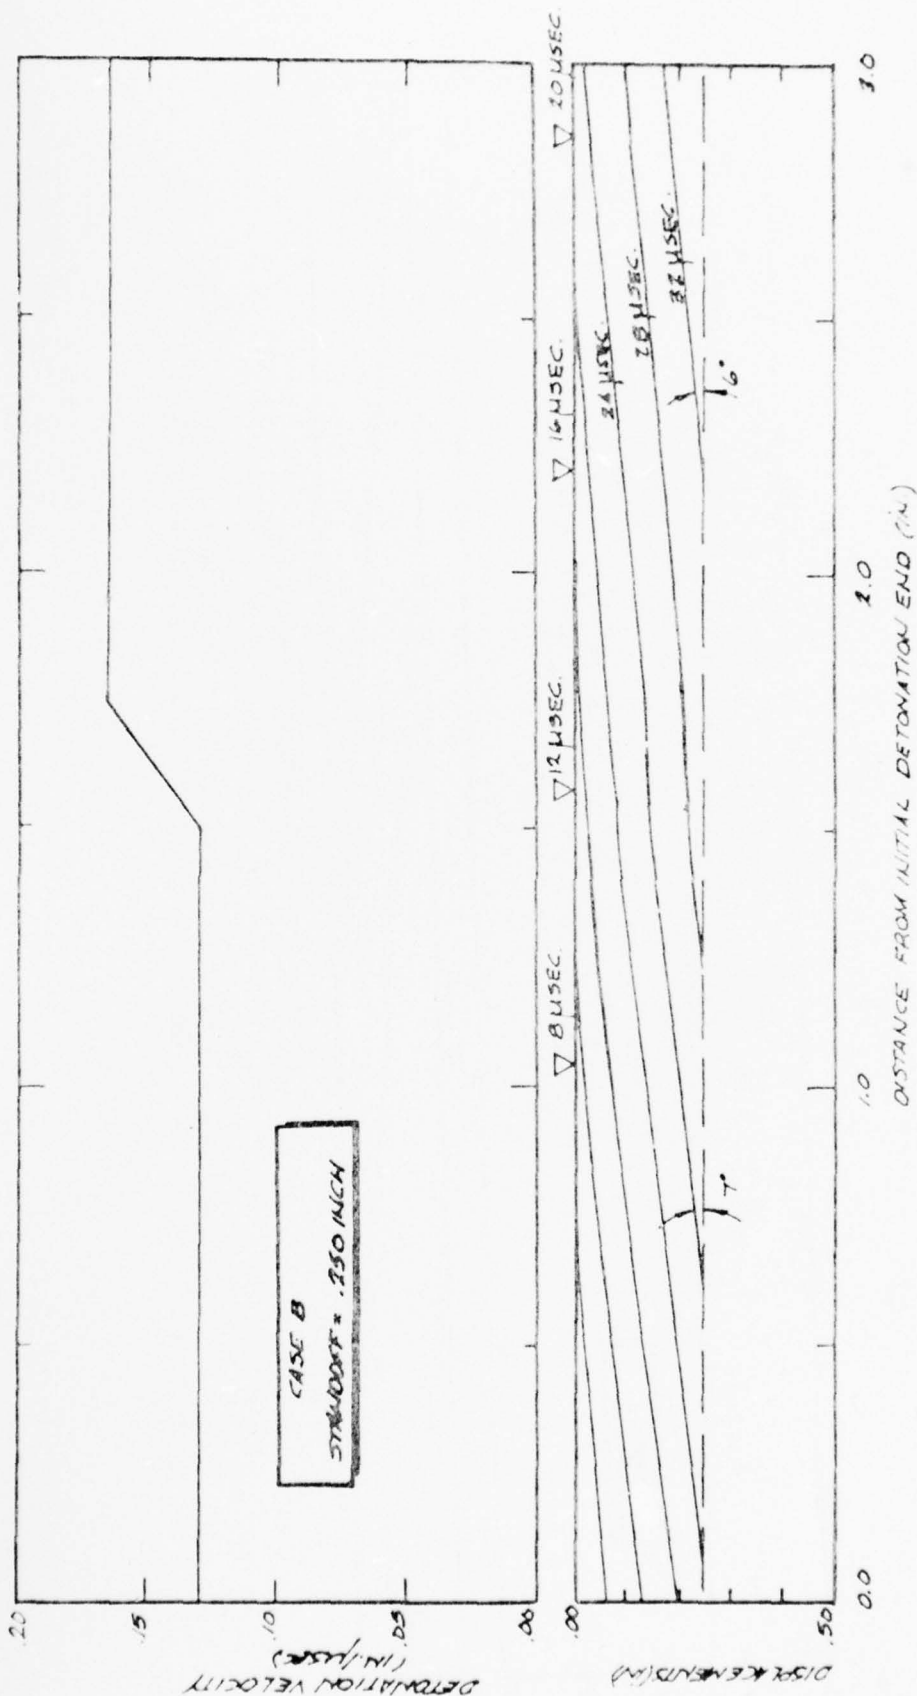 .20
.15
.10
.05
.00
DETONATION VELOCITY
(IN./µSEC)
CASE B
STANDOFF = .250 INCH
8 µSEC.
12 µSEC.
16 µSEC.
20 µSEC.
24 µSEC.
28 µSEC.
32 µSEC.
7°
6°
.00
.50
DISPLACEMENTS (IN)
0.0
1.0
2.0
3.0
DISTANCE FROM INITIAL DETONATION END (IN)